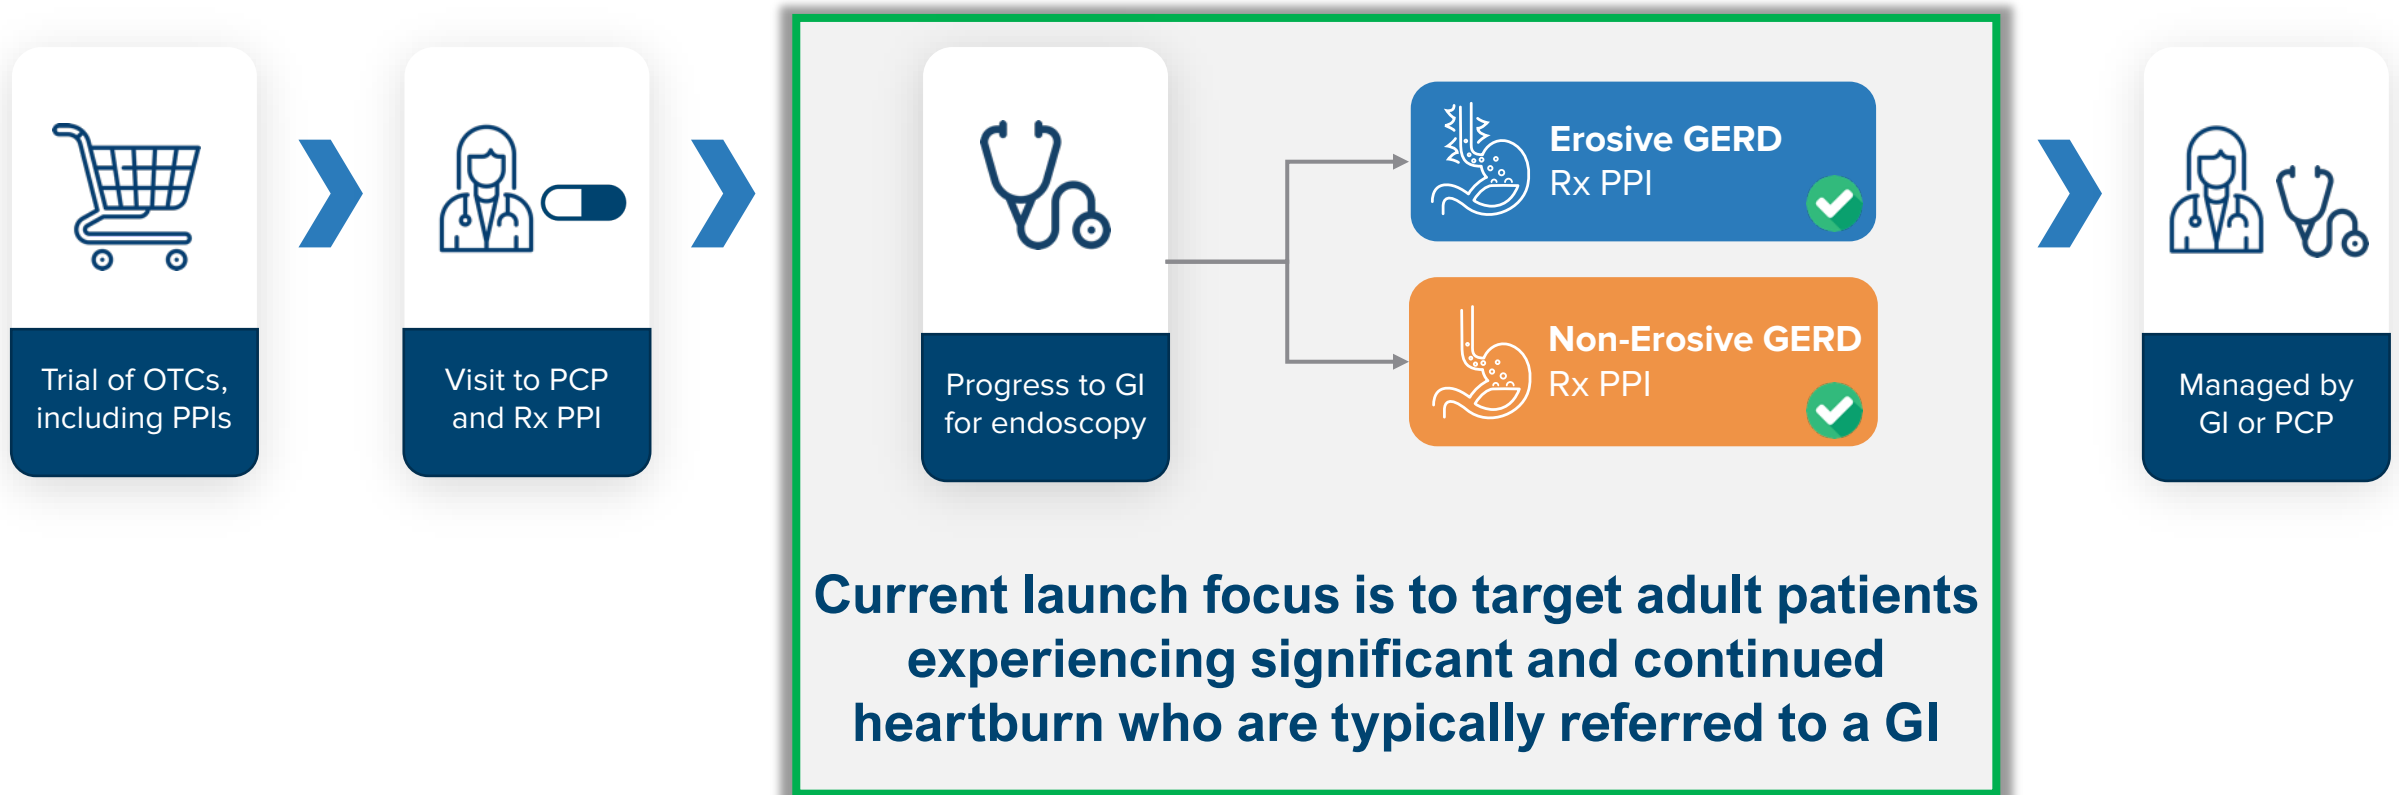 Trial of OTCs,
including PPIs
Visit to PCP
and Rx PPI
Progress to GI
for endoscopy
Erosive GERD
Rx PPI
Non-Erosive GERD
Rx PPI
Current launch focus is to target adult patients
experiencing significant and continued
heartburn who are typically referred to a GI
Managed by
GI or PCP